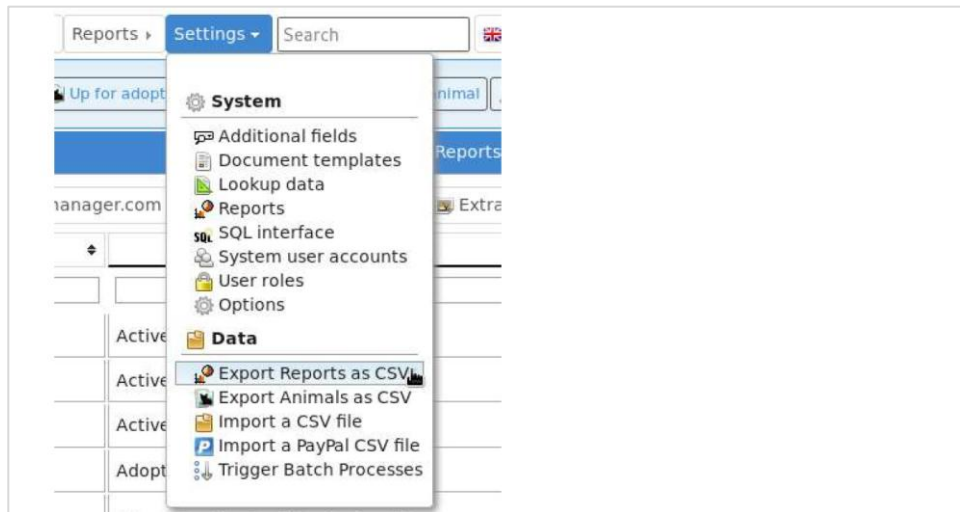 Reports
Settings
Search
Up for adopt
nimal
System
Additional fields
Document templates
Reports
Lookup data
anager.com
Reports
Extra
SQL interface
System user accounts
User roles
Options
Active
Data
Active
Export Reports as CSV
Export Animals as CSV
Active
Import a CSV file
Import a PayPal CSV file
Adopt
Trigger Batch Processes